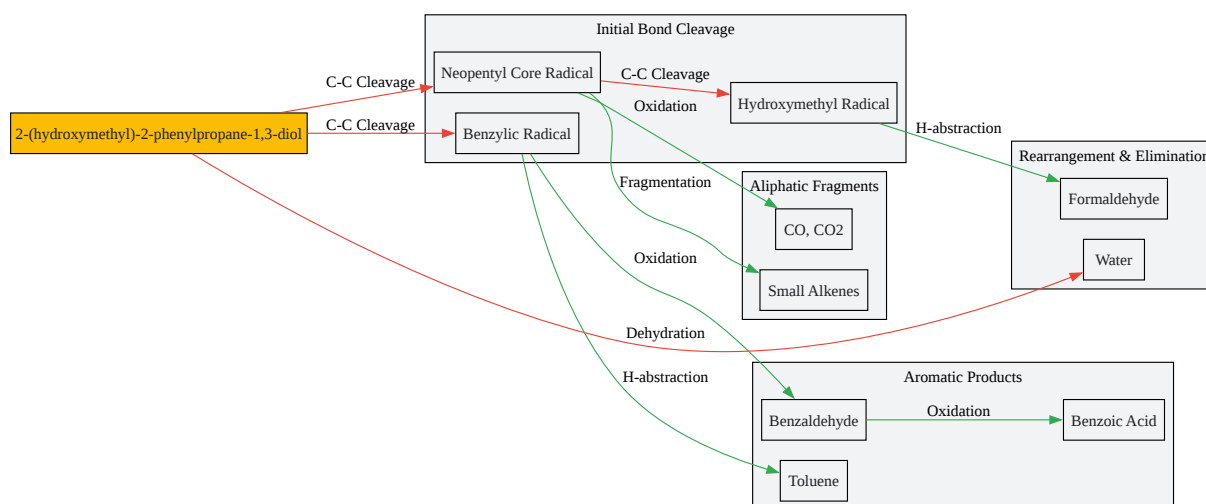 Initial Bond Cleavage
Neopentyl Core Radical
C-C Cleavage
C-C Cleavage
Oxidation
Hydroxymethyl Radical
2-(hydroxymethyl)-2-phenylpropane-1,3-diol
C-C Cleavage
Benzylic Radical
H-abstraction
Rearrangement & Elimination
Fragmentation
Aliphatic Fragments
Formaldehyde
CO, CO2
Oxidation
Water
Small Alkenes
Dehydration
H-abstraction
Aromatic Products
Benzaldehyde
Oxidation
Benzoic Acid
Toluene